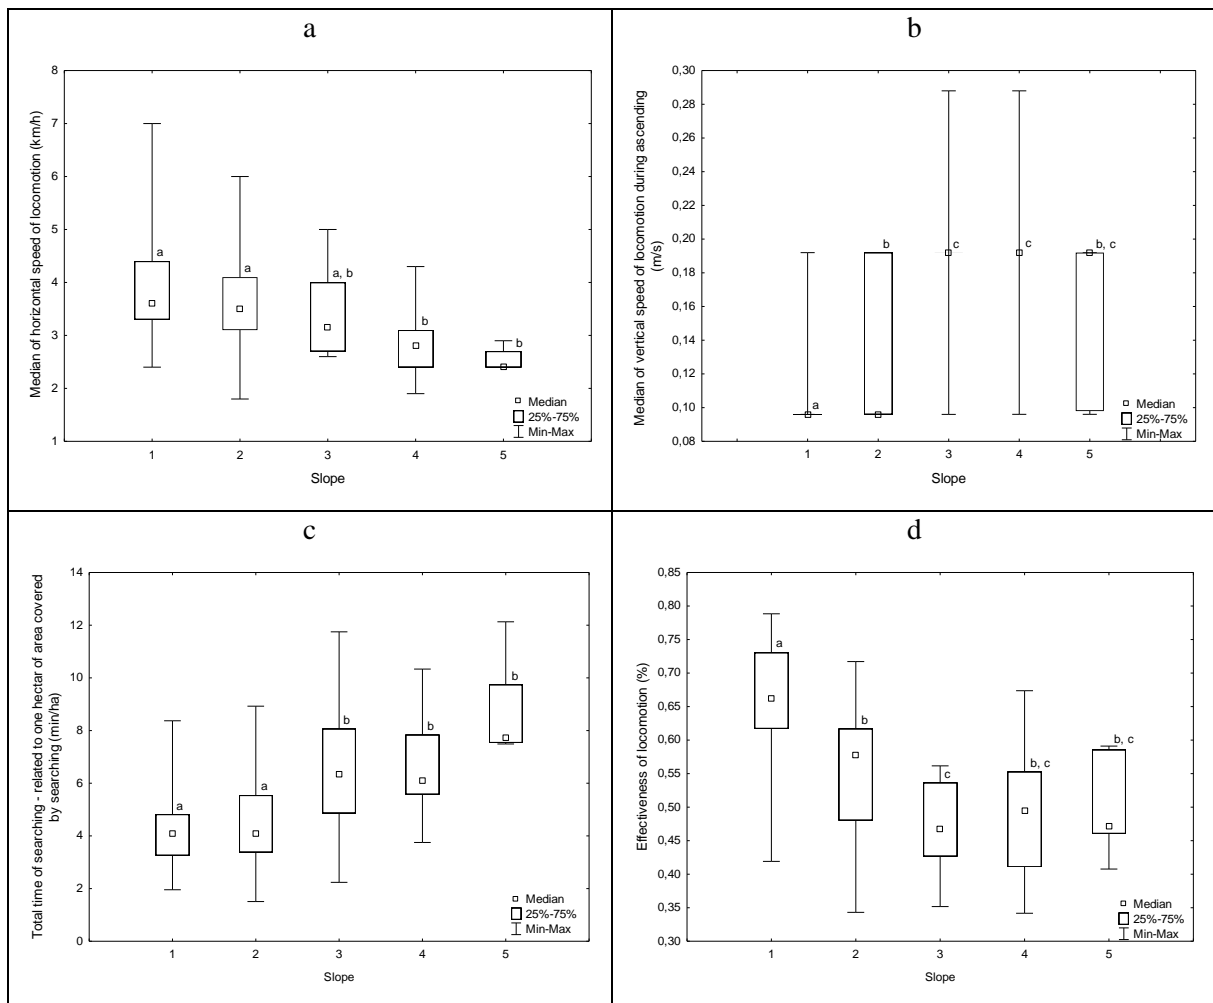 a
Median of horizontal speed of locomotion (km/h)
8
7
6
5
4
3
2
1
a
a
a, b
b
b
Median
25%-75%
Min-Max
1 2 3 4 5
Slope
b
Median of vertical speed of locomotion during ascending
(m/s)
0,30
0,28
0,26
0,24
0,22
0,20
0,18
0,16
0,14
0,12
0,10
0,08
a
b
c
c
b, c
Median
25%-75%
Min-Max
1 2 3 4 5
Slope
c
Total time of searching - related to one hectar of area covered
by searching (min/ha)
14
12
10
8
6
4
2
0
a
a
b
b
b
Median
25%-75%
Min-Max
1 2 3 4 5
Slope
d
Effectiveness of locomotion (%)
0,85
0,80
0,75
0,70
0,65
0,60
0,55
0,50
0,45
0,40
0,35
0,30
a
b
c
b, c
b, c
Median
25%-75%
Min-Max
1 2 3 4 5
Slope